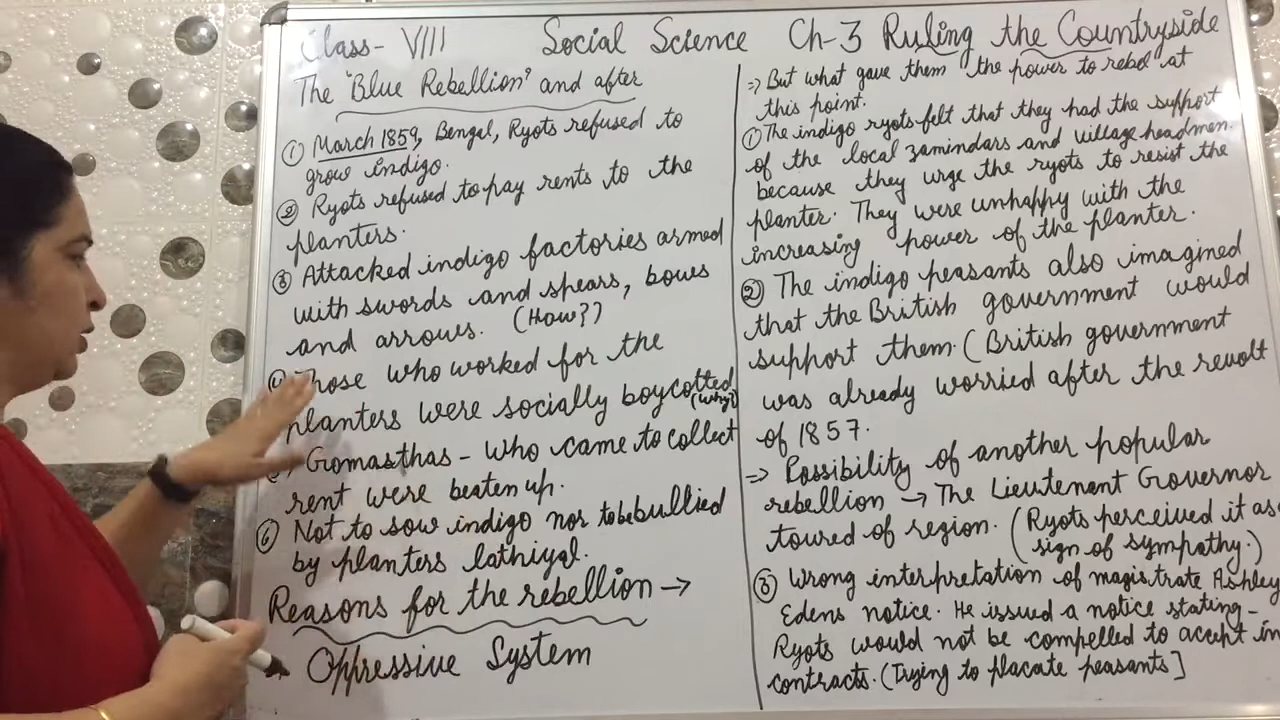 Class- VIII Social Science Ch-3 Ruling the Countryside
The "Blue Rebellion" and after
① March 1859, Bengal, Ryots refused to
grow indigo.
② Ryots refused to pay rents to the
planters.
③ Attacked indigo factories armed
with swords and spears, bows
and arrows. (How?)
④ Those who worked for the
planters were socially boycotted (why?)
Gomasthas - Who came to collect
rent were beaten up.
⑥ Not to sow indigo nor to be bullied
by planters lathiyal.
Reasons for the rebellion →
Oppressive System
⇒ But what gave them the power to rebel at
this point.
① The indigo ryots felt that they had the support
of the local zamindars and village headmen.
because they urge the ryots to resist the
planter. They were unhappy with the
increasing power of the planter.
② The indigo peasants also imagined
that the British government would
support them. (British government
was already worried after the revolt
of 1857.
⇒ Possibility of another popular
rebellion → The Lieutenant Governor
toured of region. (Ryots perceived it as
sign of sympathy.)
③ Wrong interpretation of magistrate Ashley
Edens notice. He issued a notice stating -
Ryots would not be compelled to accept in
contracts. (Trying to placate peasants]